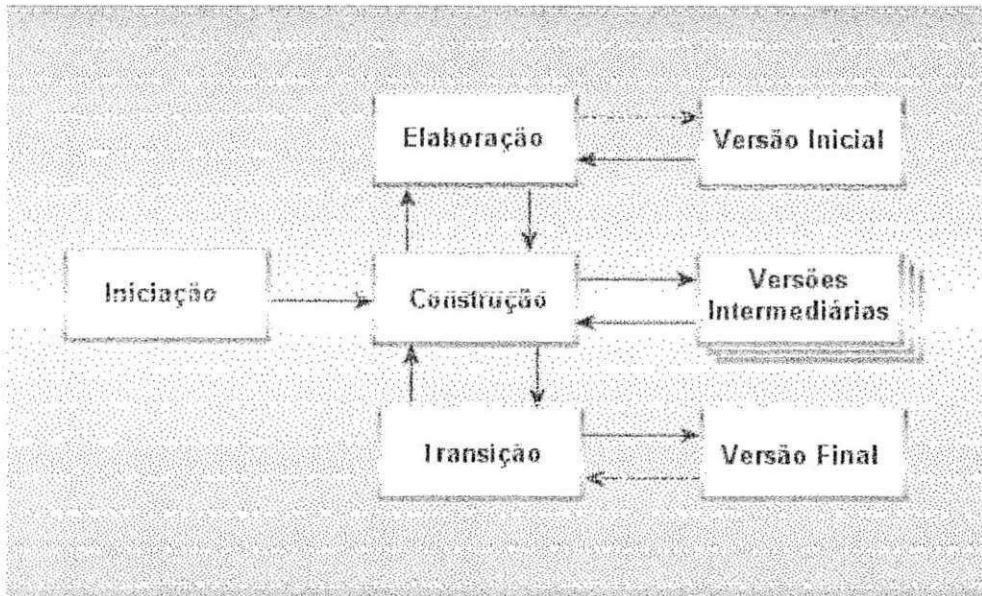 Elaboração
Versão Inicial
Iniciação
Construção
Versões
Intermediárias
Transição
Versão Final